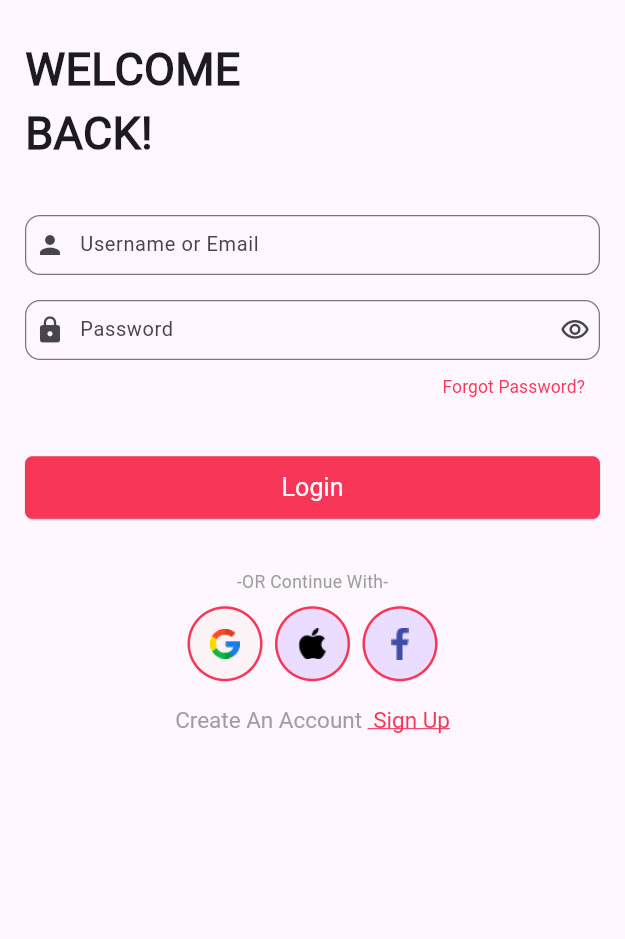 WELCOME
BACK!
Username or Email
Password
Forgot Password?
Login
-OR Continue With-
Create An Account Sign Up